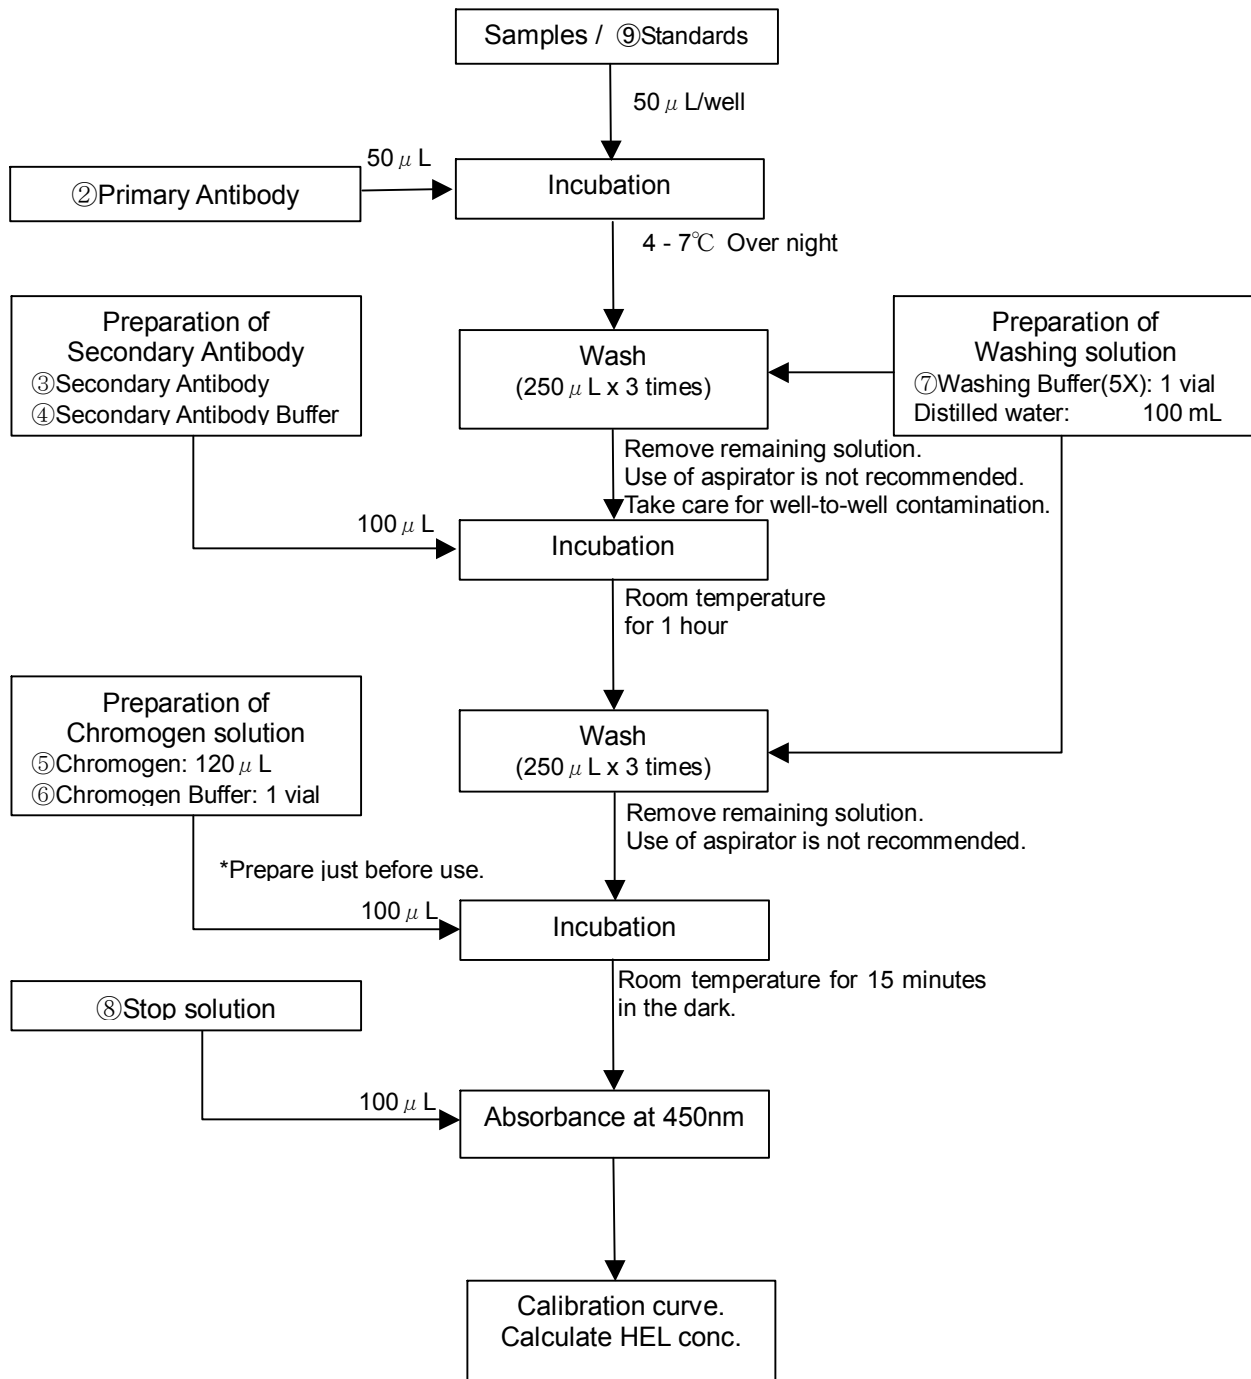 Samples / ⑨Standards
50 μ L/well
50 μ L
②Primary Antibody
Incubation
4 - 7℃ Over night
Preparation of
Secondary Antibody
③Secondary Antibody
④Secondary Antibody Buffer
Wash
(250 μ L x 3 times)
Preparation of
Washing solution
⑦Washing Buffer(5X): 1 vial
Distilled water: 100 mL
Remove remaining solution.
Use of aspirator is not recommended.
Take care for well-to-well contamination.
100 μ L
Incubation
Room temperature
for 1 hour
Preparation of
Chromogen solution
⑤Chromogen: 120 μ L
⑥Chromogen Buffer: 1 vial
Wash
(250 μ L x 3 times)
Remove remaining solution.
Use of aspirator is not recommended.
*Prepare just before use.
100 μ L
Incubation
Room temperature for 15 minutes
in the dark.
⑧Stop solution
100 μ L
Absorbance at 450nm
Calibration curve.
Calculate HEL conc.